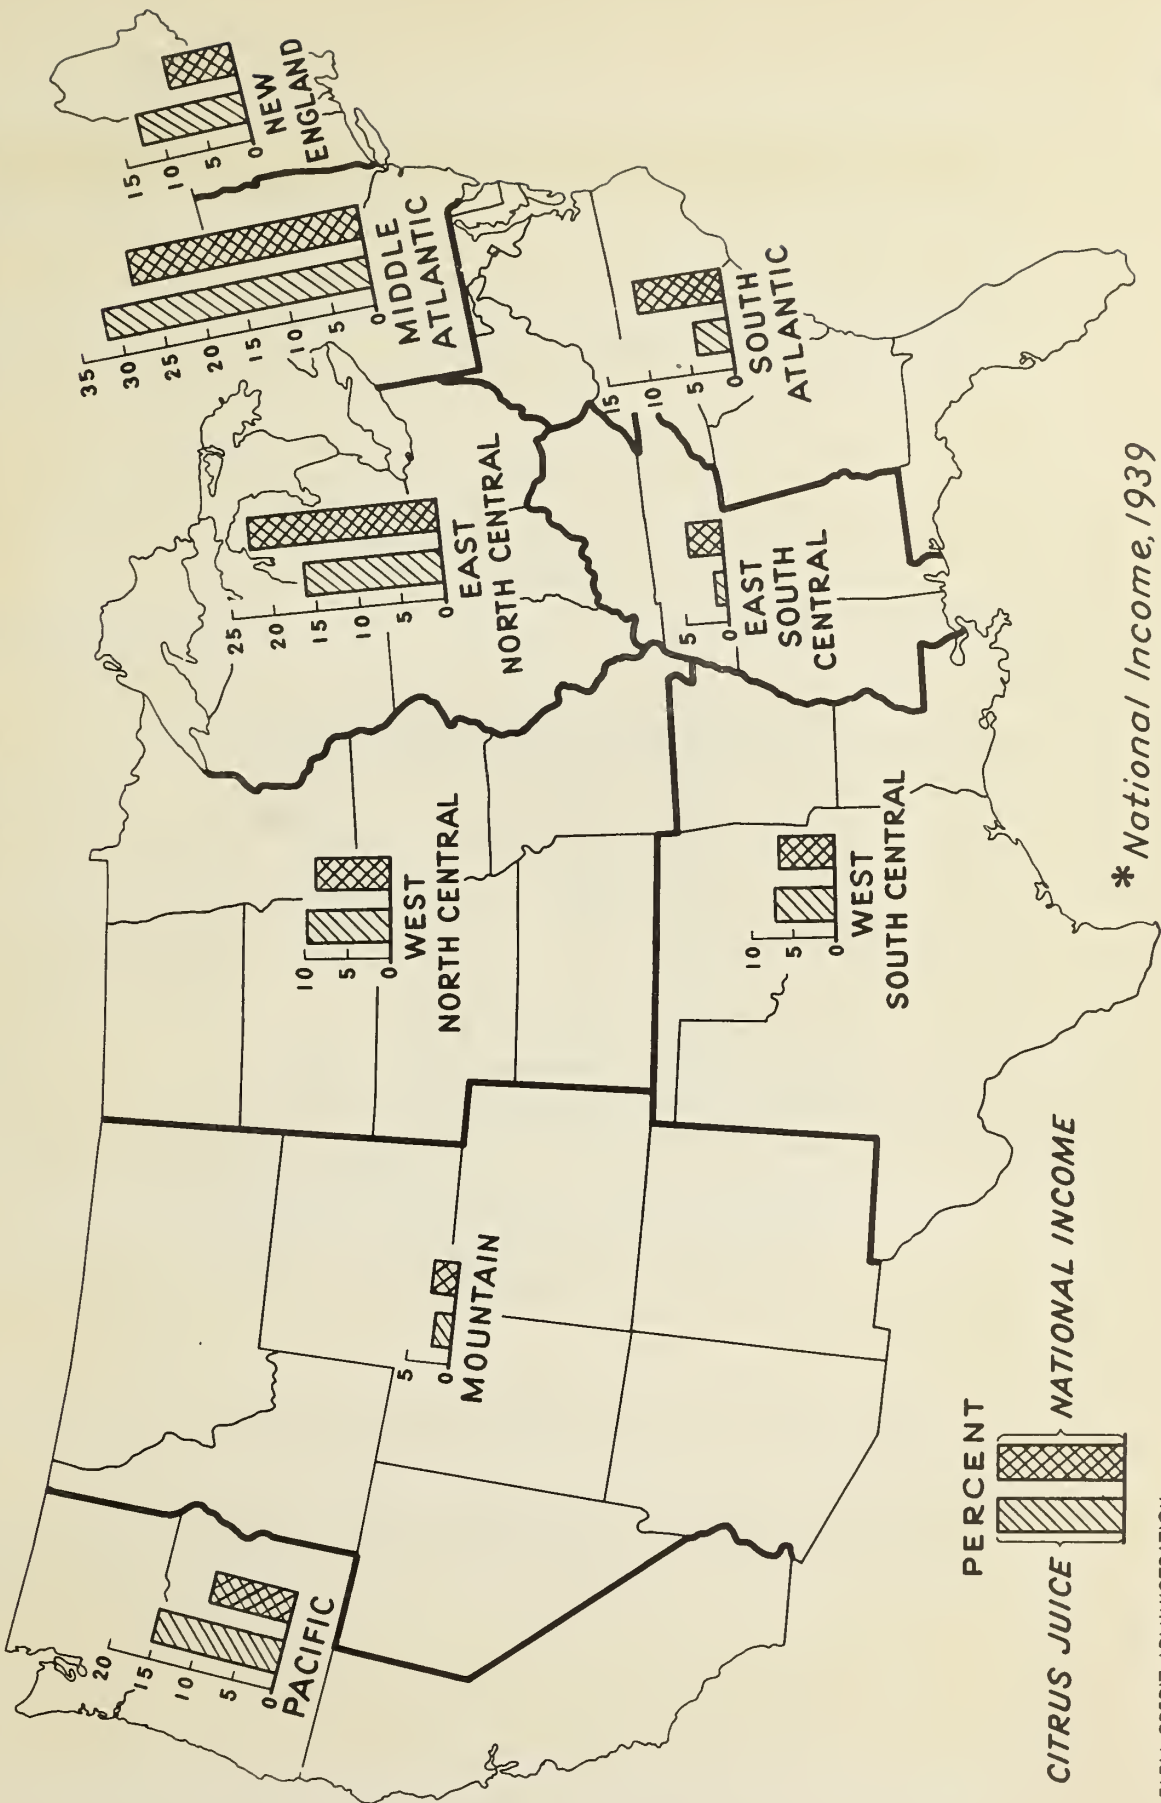 20
15
10
5
0
PACIFIC
5
0
MOUNTAIN
10
5
0
WEST
NORTH CENTRAL
10
5
0
WEST
SOUTH CENTRAL
25
20
15
10
5
0
EAST
NORTH CENTRAL
5
0
EAST
SOUTH
CENTRAL
35
30
25
20
15
10
5
0
MIDDLE
ATLANTIC
15
10
5
0
NEW
ENGLAND
15
10
5
0
SOUTH
ATLANTIC
PERCENT
CITRUS JUICE
NATIONAL INCOME
* National Income, 1939
FARM CREDIT ADMINISTRATION